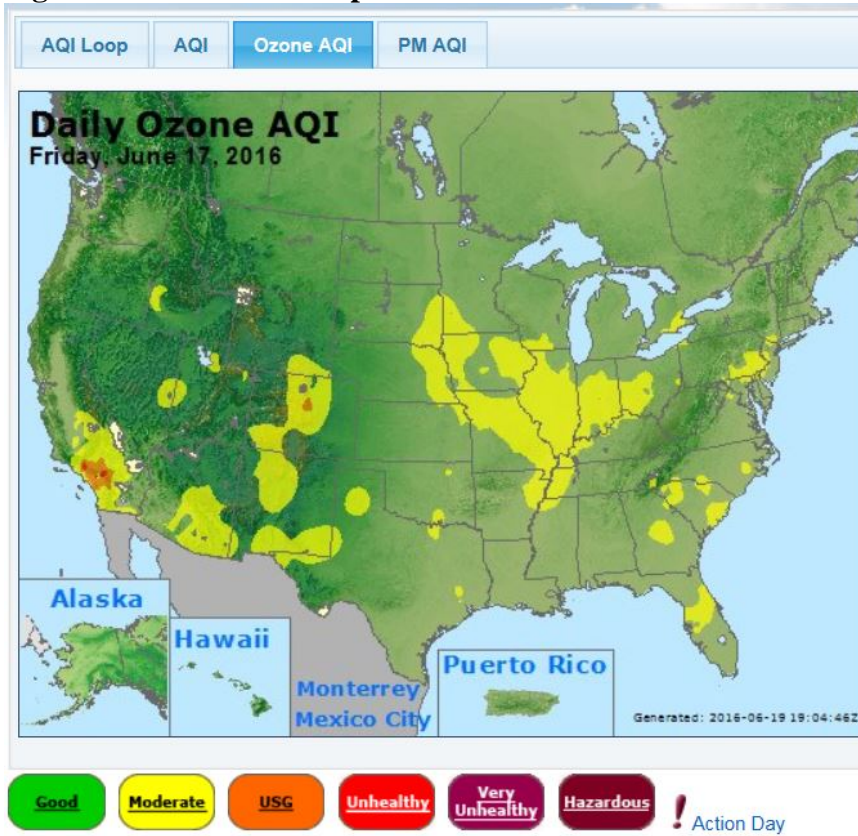 AQI Loop AQI Ozone AQI PM AQI
Daily Ozone AQI
Friday, June 17, 2016
Alaska
Hawaii
Monterrey
Mexico City
Puerto Rico
Generated: 2016-06-19 19:04:46Z
Good Moderate USG Unhealthy Very Unhealthy Hazardous ! Action Day